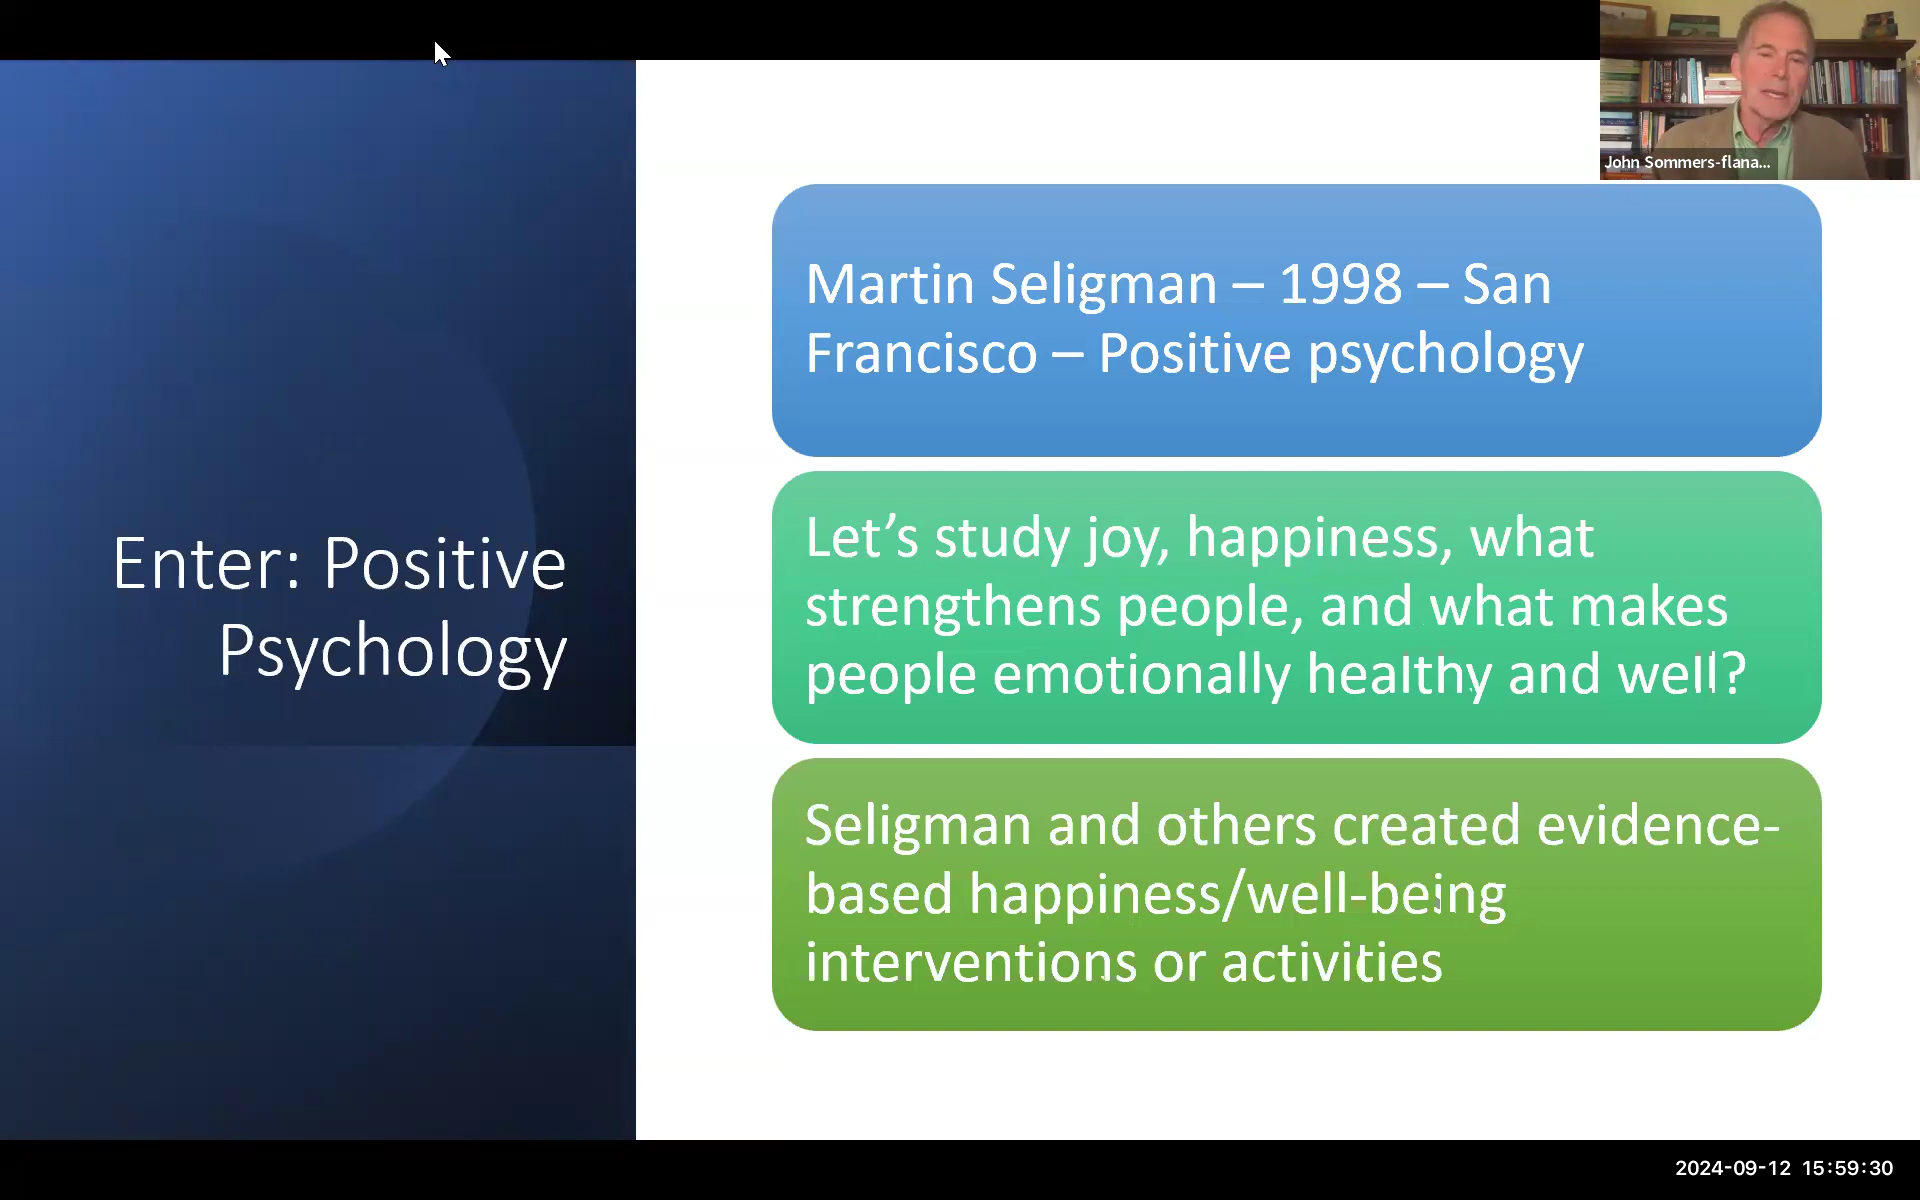 John Sommers-flana...
Enter: Positive
Psychology
Martin Seligman – 1998 – San
Francisco – Positive psychology
Let’s study joy, happiness, what
strengthens people, and what makes
people emotionally healthy and well?
Seligman and others created evidence-
based happiness/well-being
interventions or activities
2024-09-12 15:59:30